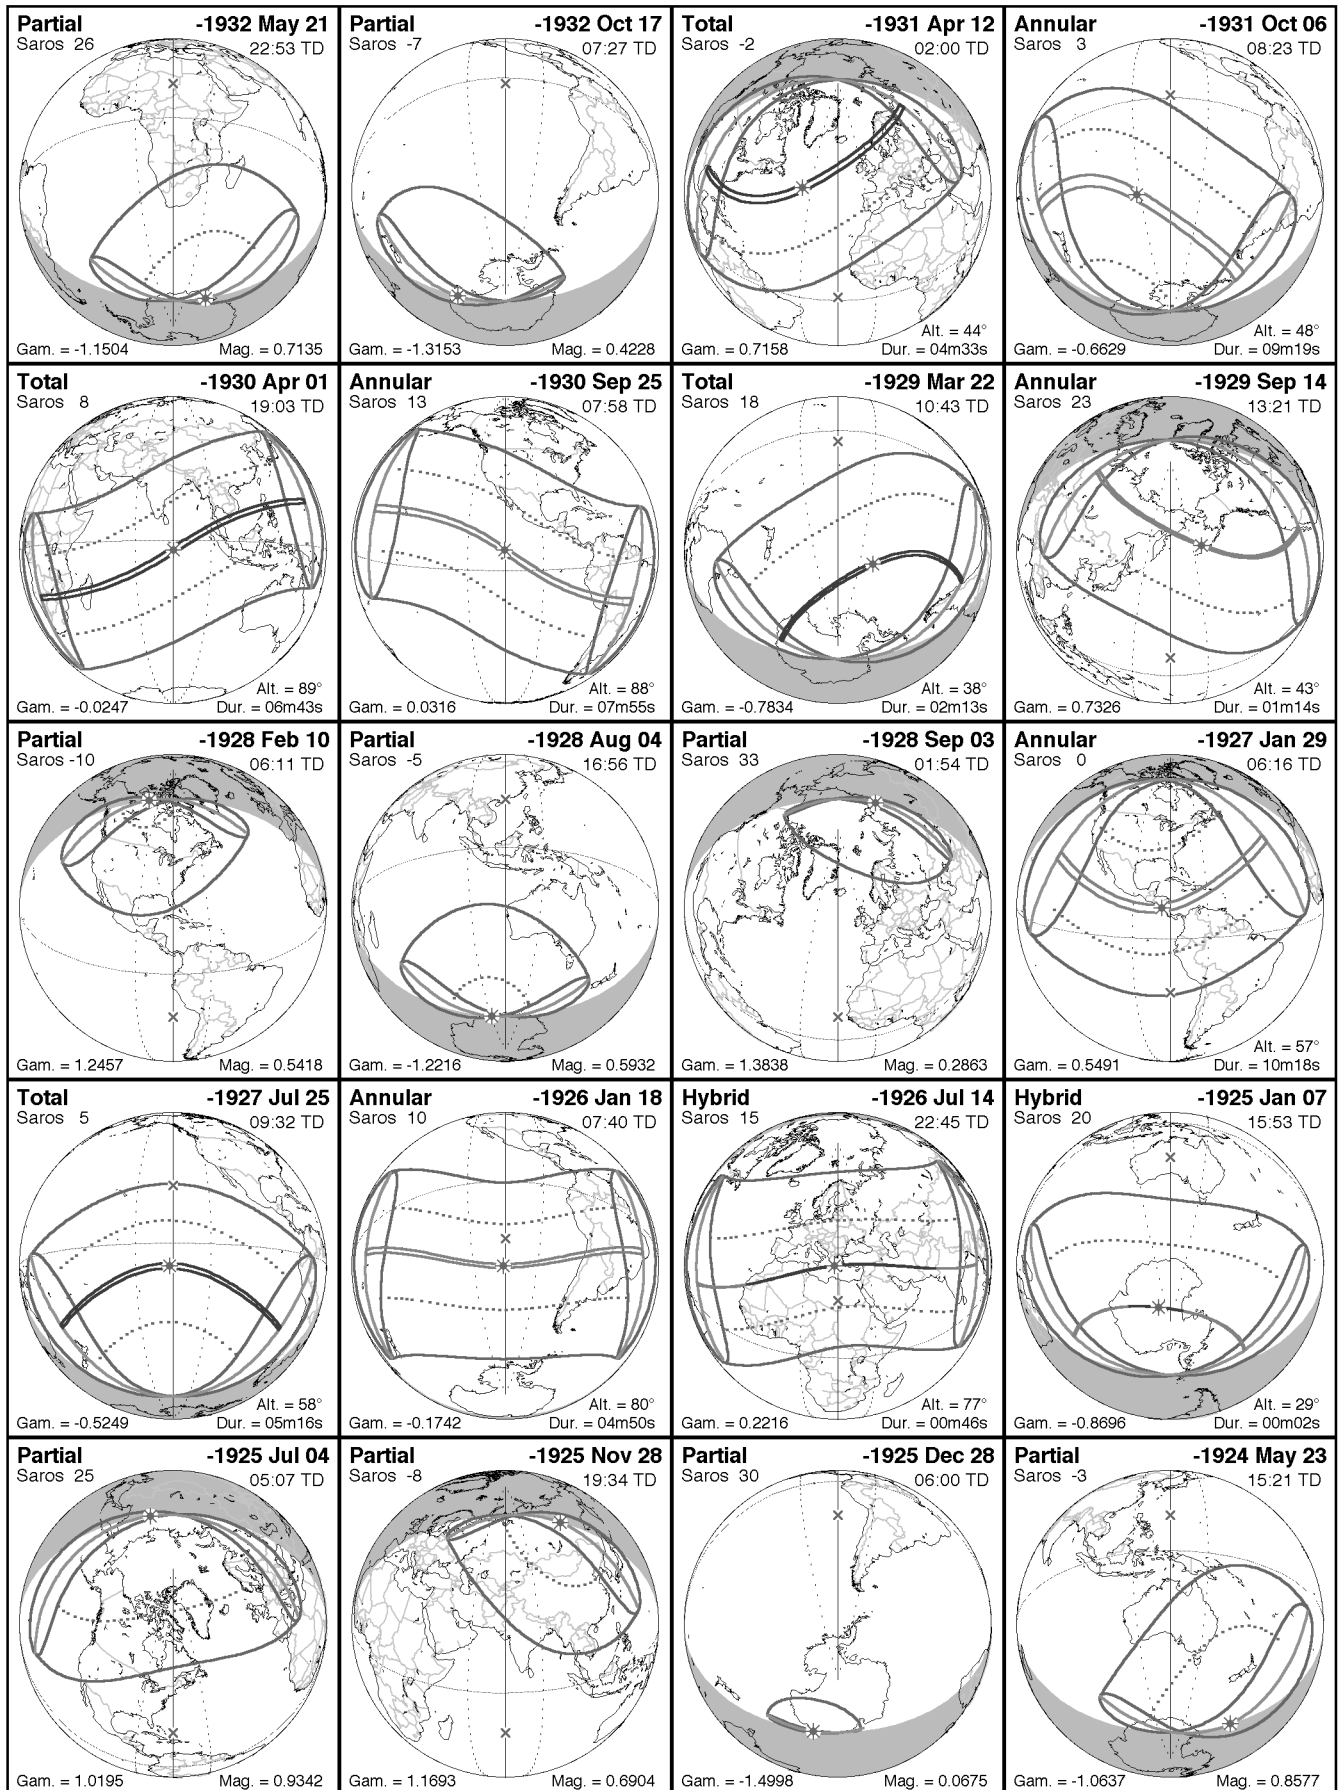 Partial -1932 May 21
Saros 26 22:53 TD
Gam. = -1.1504 Mag. = 0.7135
Partial -1932 Oct 17
Saros -7 07:27 TD
Gam. = -1.3153 Mag. = 0.4228
Total -1931 Apr 12
Saros -2 02:00 TD
Alt. = 44°
Gam. = 0.7158 Dur. = 04m33s
Annular -1931 Oct 06
Saros 3 08:23 TD
Alt. = 48°
Gam. = -0.6629 Dur. = 09m19s
Total -1930 Apr 01
Saros 8 19:03 TD
Alt. = 89°
Gam. = -0.0247 Dur. = 06m43s
Annular -1930 Sep 25
Saros 13 07:58 TD
Alt. = 88°
Gam. = 0.0316 Dur. = 07m55s
Total -1929 Mar 22
Saros 18 10:43 TD
Alt. = 38°
Gam. = -0.7834 Dur. = 02m13s
Annular -1929 Sep 14
Saros 23 13:21 TD
Alt. = 43°
Gam. = 0.7326 Dur. = 01m14s
Partial -1928 Feb 10
Saros -10 06:11 TD
Gam. = 1.2457 Mag. = 0.5418
Partial -1928 Aug 04
Saros -5 16:56 TD
Gam. = -1.2216 Mag. = 0.5932
Partial -1928 Sep 03
Saros 33 01:54 TD
Gam. = 1.3838 Mag. = 0.2863
Annular -1927 Jan 29
Saros 0 06:16 TD
Alt. = 57°
Gam. = 0.5491 Dur. = 10m18s
Total -1927 Jul 25
Saros 5 09:32 TD
Alt. = 58°
Gam. = -0.5249 Dur. = 05m16s
Annular -1926 Jan 18
Saros 10 07:40 TD
Alt. = 80°
Gam. = -0.1742 Dur. = 04m50s
Hybrid -1926 Jul 14
Saros 15 22:45 TD
Alt. = 77°
Gam. = 0.2216 Dur. = 00m46s
Hybrid -1925 Jan 07
Saros 20 15:53 TD
Alt. = 29°
Gam. = -0.8696 Dur. = 00m02s
Partial -1925 Jul 04
Saros 25 05:07 TD
Gam. = 1.0195 Mag. = 0.9342
Partial -1925 Nov 28
Saros -8 19:34 TD
Gam. = 1.1693 Mag. = 0.6904
Partial -1925 Dec 28
Saros 30 06:00 TD
Gam. = -1.4998 Mag. = 0.0675
Partial -1924 May 23
Saros -3 15:21 TD
Gam. = -1.0637 Mag. = 0.8577